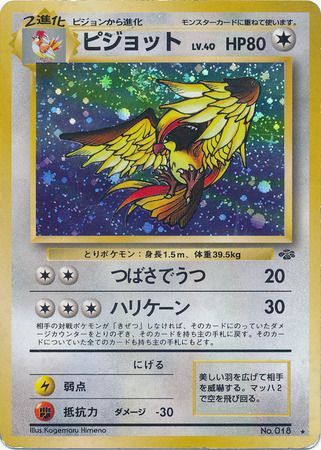 2進化 ピジョンから進化 モンスターカードに重ねて使います。
ピジョット LV.40 HP80
とりポケモン：身長1.5m、体重39.5kg
つばさでうつ 20
ハリケーン 30
相手の対戦ポケモンが「きぜつ」しなければ、そのカードにのっていたダ
メージカウンターをとりのぞき、そのカードを持ち主の手札に戻す。そのカ
ードについていた全てのカードも持ち主の手札にもどす。
にげる
弱点
抵抗力 ダメージ -30
美しい羽を広げて相手
を威嚇する。マッハ2
で空を飛び回る。
Illus.Kagemaru Himeno No.018 ★